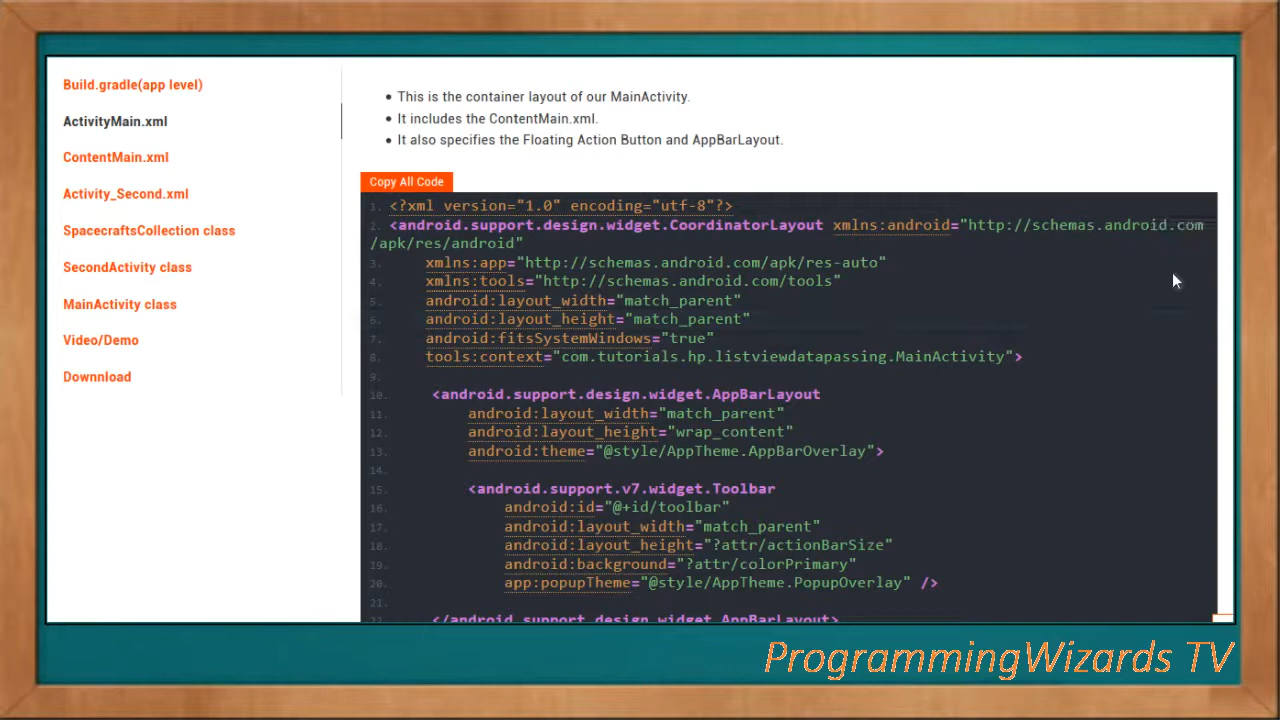 Build.gradle(app level)
ActivityMain.xml
ContentMain.xml
Activity_Second.xml
SpacecraftsCollection class
SecondActivity class
MainActivity class
Video/Demo
Downnload
This is the container layout of our MainActivity.
It includes the ContentMain.xml.
It also specifies the Floating Action Button and AppBarLayout.
Copy All Code
1. <?xml version="1.0" encoding="utf-8"?>
2. <android.support.design.widget.CoordinatorLayout xmlns:android="http://schemas.android.com
/apk/res/android"
3. xmlns:app="http://schemas.android.com/apk/res-auto"
4. xmlns:tools="http://schemas.android.com/tools"
5. android:layout_width="match_parent"
6. android:layout_height="match_parent"
7. android:fitsSystemWindows="true"
8. tools:context="com.tutorials.hp.listviewdatapassing.MainActivity">
9.
10. <android.support.design.widget.AppBarLayout
11. android:layout_width="match_parent"
12. android:layout_height="wrap_content"
13. android:theme="@style/AppTheme.AppBarOverlay">
14.
15. <android.support.v7.widget.Toolbar
16. android:id="@+id/toolbar"
17. android:layout_width="match_parent"
18. android:layout_height="?attr/actionBarSize"
19. android:background="?attr/colorPrimary"
20. app:popupTheme="@style/AppTheme.PopupOverlay" />
21.
22. </android.support.design.widget.AppBarLayout>
ProgrammingWizards TV